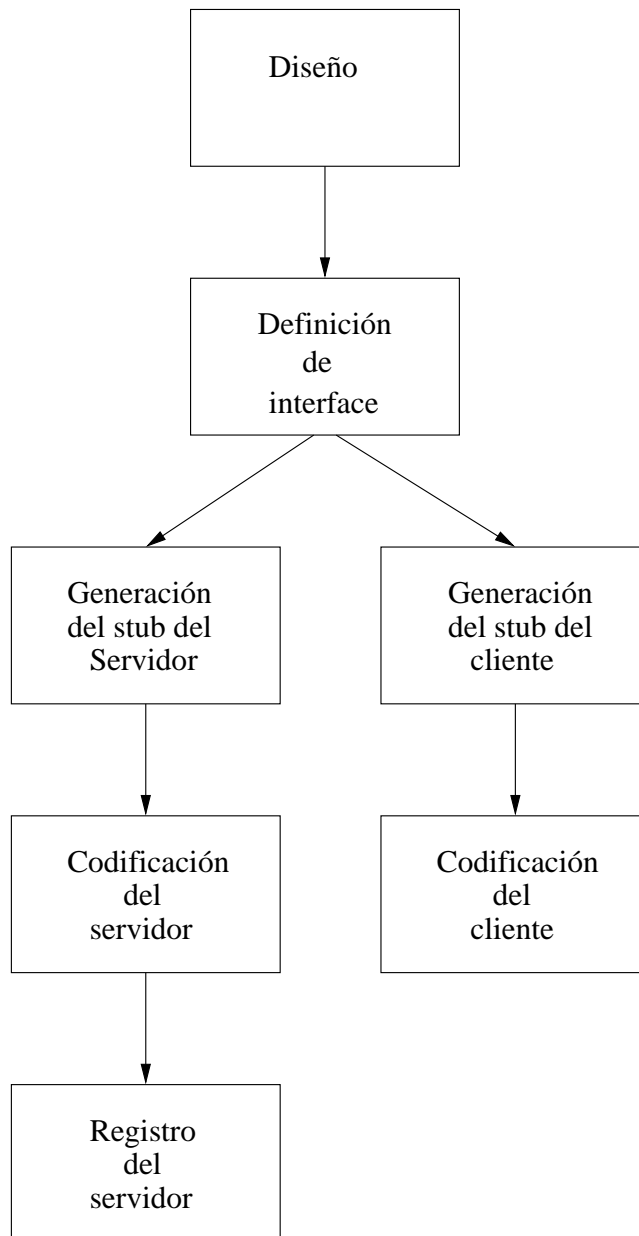 Diseño
Definición
de
interface
Generación
del stub del
Servidor
Generación
del stub del
cliente
Codificación
del
servidor
Codificación
del
cliente
Registro
del
servidor